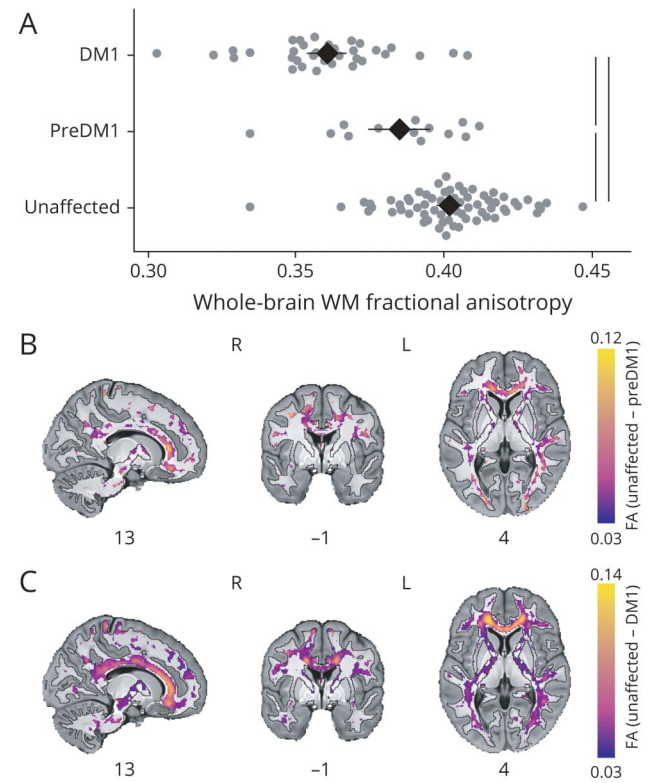 A
DM1
PreDM1
Unaffected
0.30 0.35 0.40 0.45
Whole-brain WM fractional anisotropy
B
R L
0.12
FA (unaffected – preDM1)
0.03
13 –1 4
C
R L
0.14
FA (unaffected – DM1)
0.03
13 –1 4